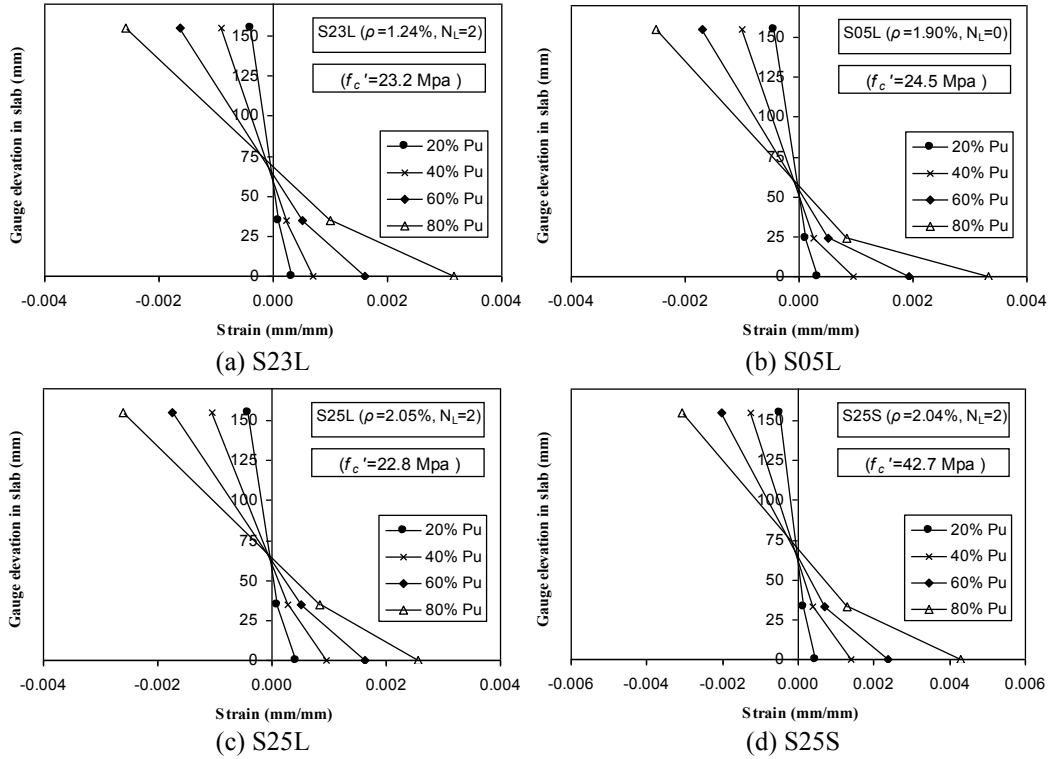 S23L (ρ=1.24%, N_L=2)
(f_c'=23.2 Mpa )
Gauge elevation in slab (mm)
150
125
100
75
50
25
0
20% Pu
40% Pu
60% Pu
80% Pu
-0.004 -0.002 0.000 0.002 0.004
Strain (mm/mm)
(a) S23L
S05L (ρ=1.90%, N_L=0)
(f_c'=24.5 Mpa )
Gauge elevation in slab (mm)
150
125
100
75
50
25
0
20% Pu
40% Pu
60% Pu
80% Pu
-0.004 -0.002 0.000 0.002 0.004
Strain (mm/mm)
(b) S05L
S25L (ρ=2.05%, N_L=2)
(f_c'=22.8 Mpa )
Gauge elevation in slab (mm)
150
125
100
75
50
25
0
20% Pu
40% Pu
60% Pu
80% Pu
-0.004 -0.002 0.000 0.002 0.004
Strain (mm/mm)
(c) S25L
S25S (ρ=2.04%, N_L=2)
(f_c'=42.7 Mpa )
Gauge elevation in slab (mm)
150
125
100
75
50
25
0
20% Pu
40% Pu
60% Pu
80% Pu
-0.006 -0.004 -0.002 0.000 0.002 0.004 0.006
Strain (mm/mm)
(d) S25S